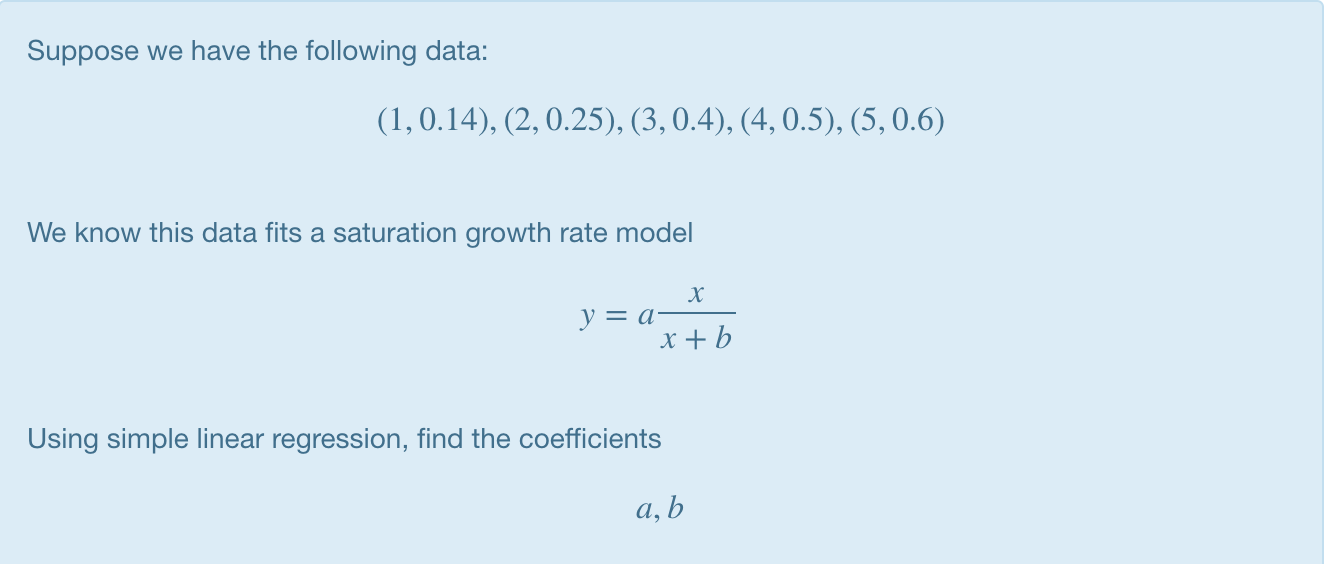 Suppose we have the following data:
(1, 0.14), (2, 0.25), (3, 0.4), (4, 0.5), (5, 0.6)
We know this data fits a saturation growth rate model
y = a x / (x + b)
Using simple linear regression, find the coefficients
a, b